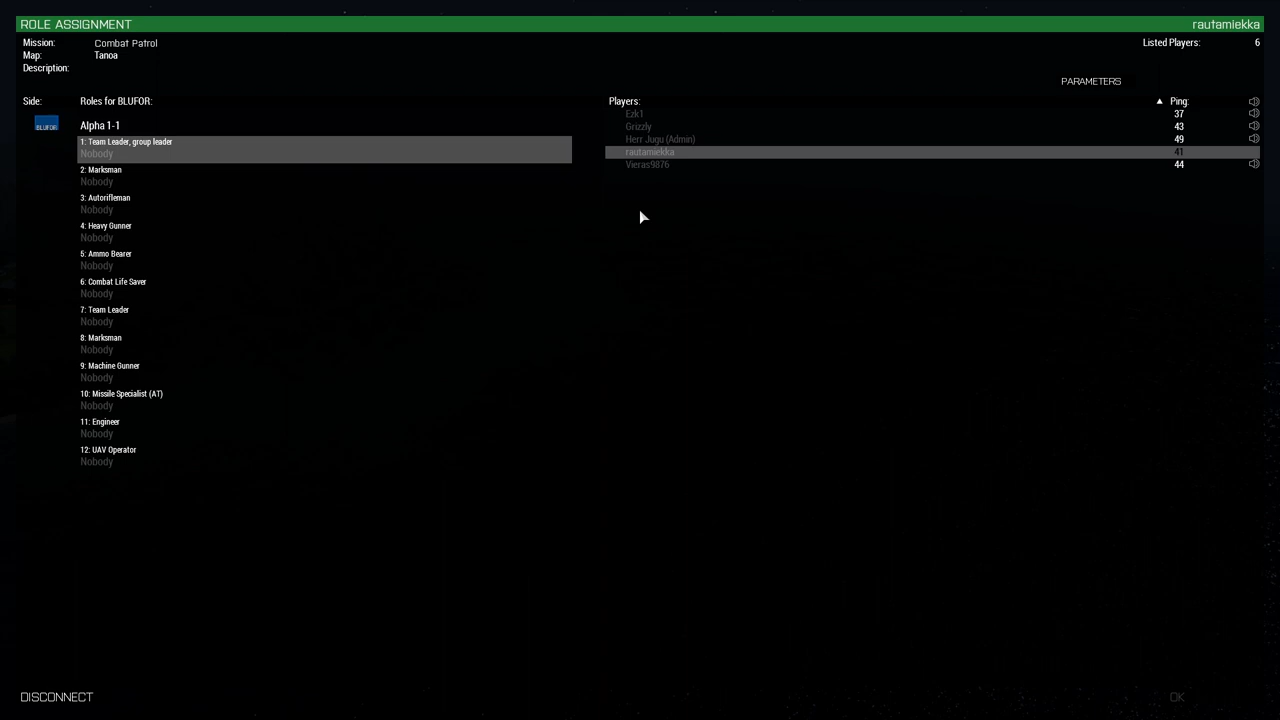 ROLE ASSIGNMENT rautamiekka
Mission: Combat Patrol Listed Players: 6
Map: Tanoa
Description:
PARAMETERS
Side: Roles for BLUFOR: Players: Ping:
BLUFOR
Alpha 1-1
1: Team Leader, group leader
Nobody
2: Marksman
Nobody
3: Autorifleman
Nobody
4: Heavy Gunner
Nobody
5: Ammo Bearer
Nobody
6: Combat Life Saver
Nobody
7: Team Leader
Nobody
8: Marksman
Nobody
9: Machine Gunner
Nobody
10: Missile Specialist (AT)
Nobody
11: Engineer
Nobody
12: UAV Operator
Nobody
Ezk1 37
Grizzly 43
Herr Jugu (Admin) 49
rautamiekka 41
Vieras9876 44
DISCONNECT OK